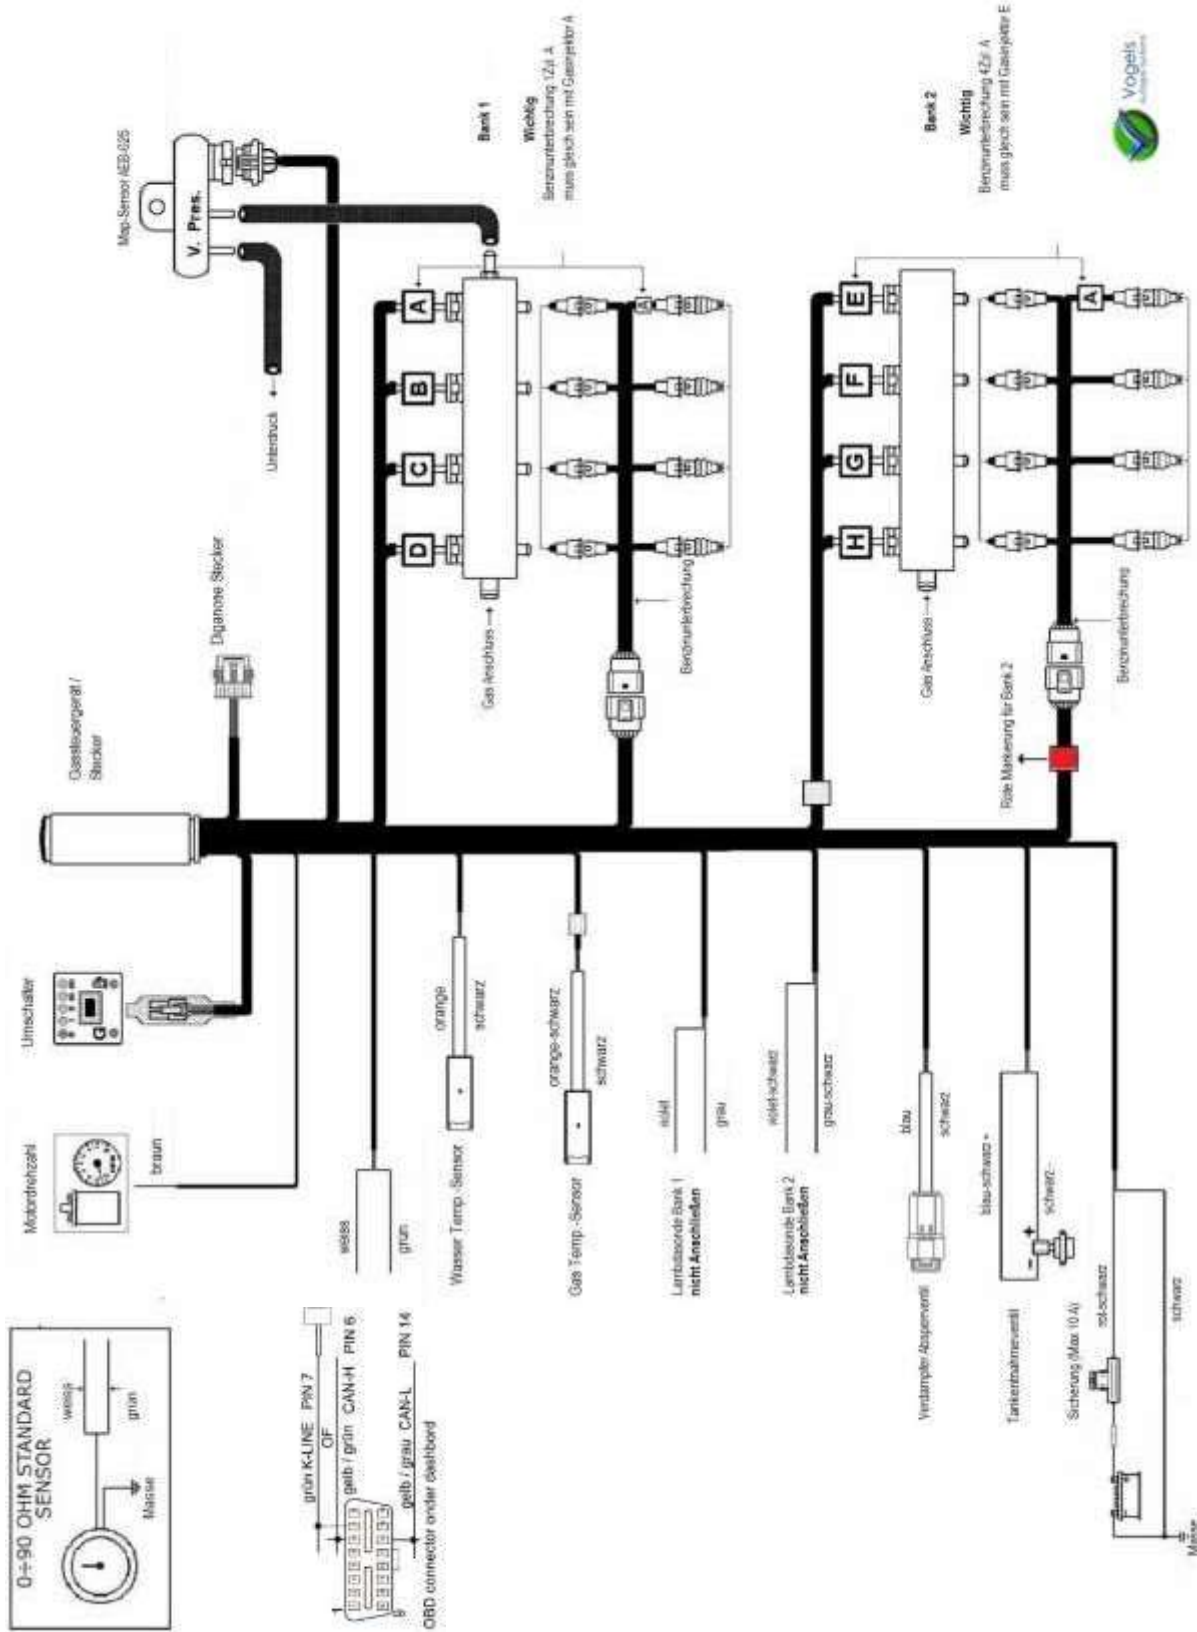 0÷90 OHM STANDARD
SENSOR
weiss
grün
Masse
Motordrehzahl
braun
Umschalter
G
Gassteuergerät /
Stecker
Diganose Stecker
Map-Sensor AEB-025
V. Pres.
Unterdruck
grün K-LINE PIN 7
OF
gelb / grün CAN-H PIN 6
gelb / grau CAN-L PIN 14
OBD connector onder dashbord
1
weiss
grün
Wasser Temp.-Sensor
orange
schwarz
Gas Temp.-Sensor
orange-schwarz
schwarz
Lambdasonde Bank 1
nicht Anschließen
violet
grau
Lambdasonde Bank 2
nicht Anschließen
violet-schwarz
grau-schwarz
Verdampfer Absperrventil
blau
schwarz
Tankentnahmeventil
blau-schwarz +
schwarz -
- +
Sicherung (Max 10 A)
rot-schwarz
schwarz
Masse
D C B A
Gas Anschluss
Bank 1
Wichtig
Benzinunterbrechung 1Zyl. A
muss gleich sein mit Gasinjektor A
A
Benzinunterbrechung
H G F E
Gas Anschluss
Bank 2
Wichtig
Benzinunterbrechung 4Zyl. A
muss gleich sein mit Gasinjektor E
A
Rote Markierung für Bank 2
Benzinunterbrechung
Vogels